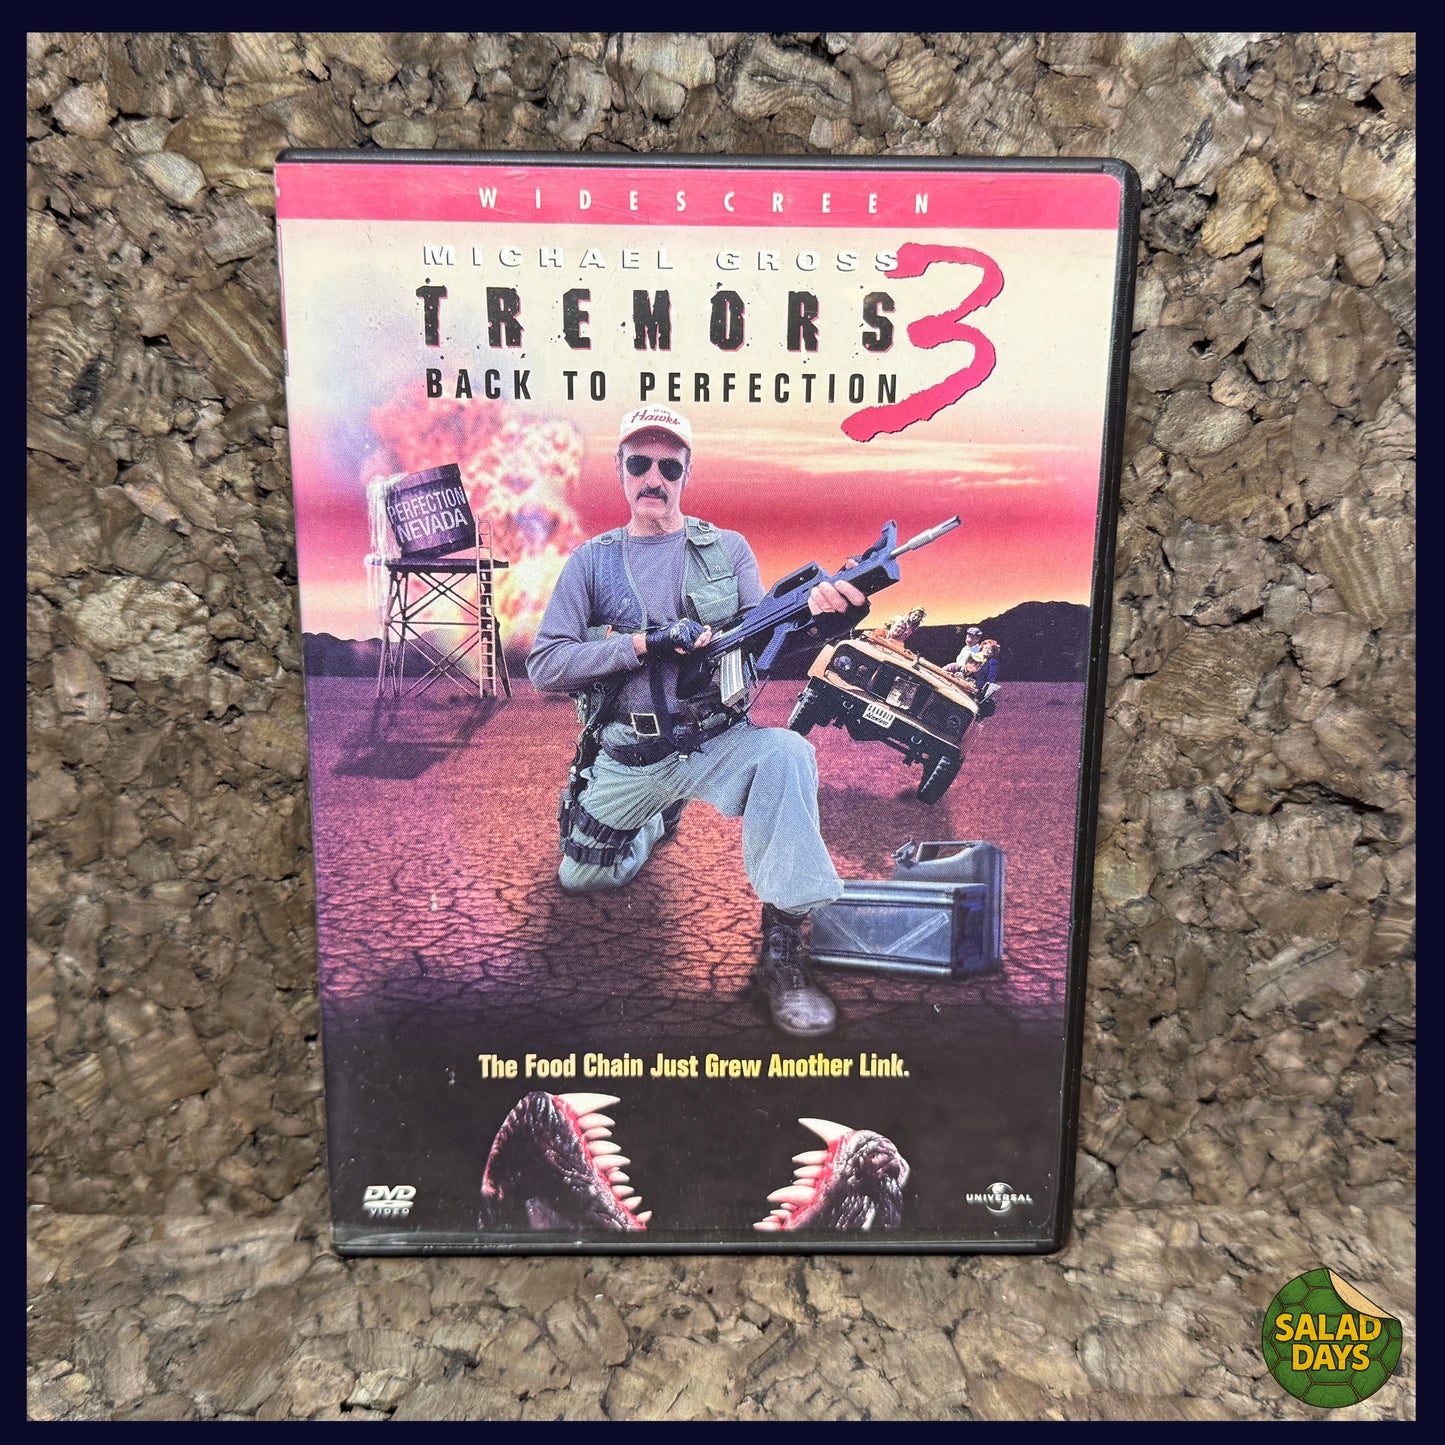 WIDESCREEN
MICHAEL GROSS
TREMORS 3
BACK TO PERFECTION
Hawks
PERFECTION
NEVADA
The Food Chain Just Grew Another Link.
DVD
VIDEO
UNIVERSAL
SALAD
DAYS